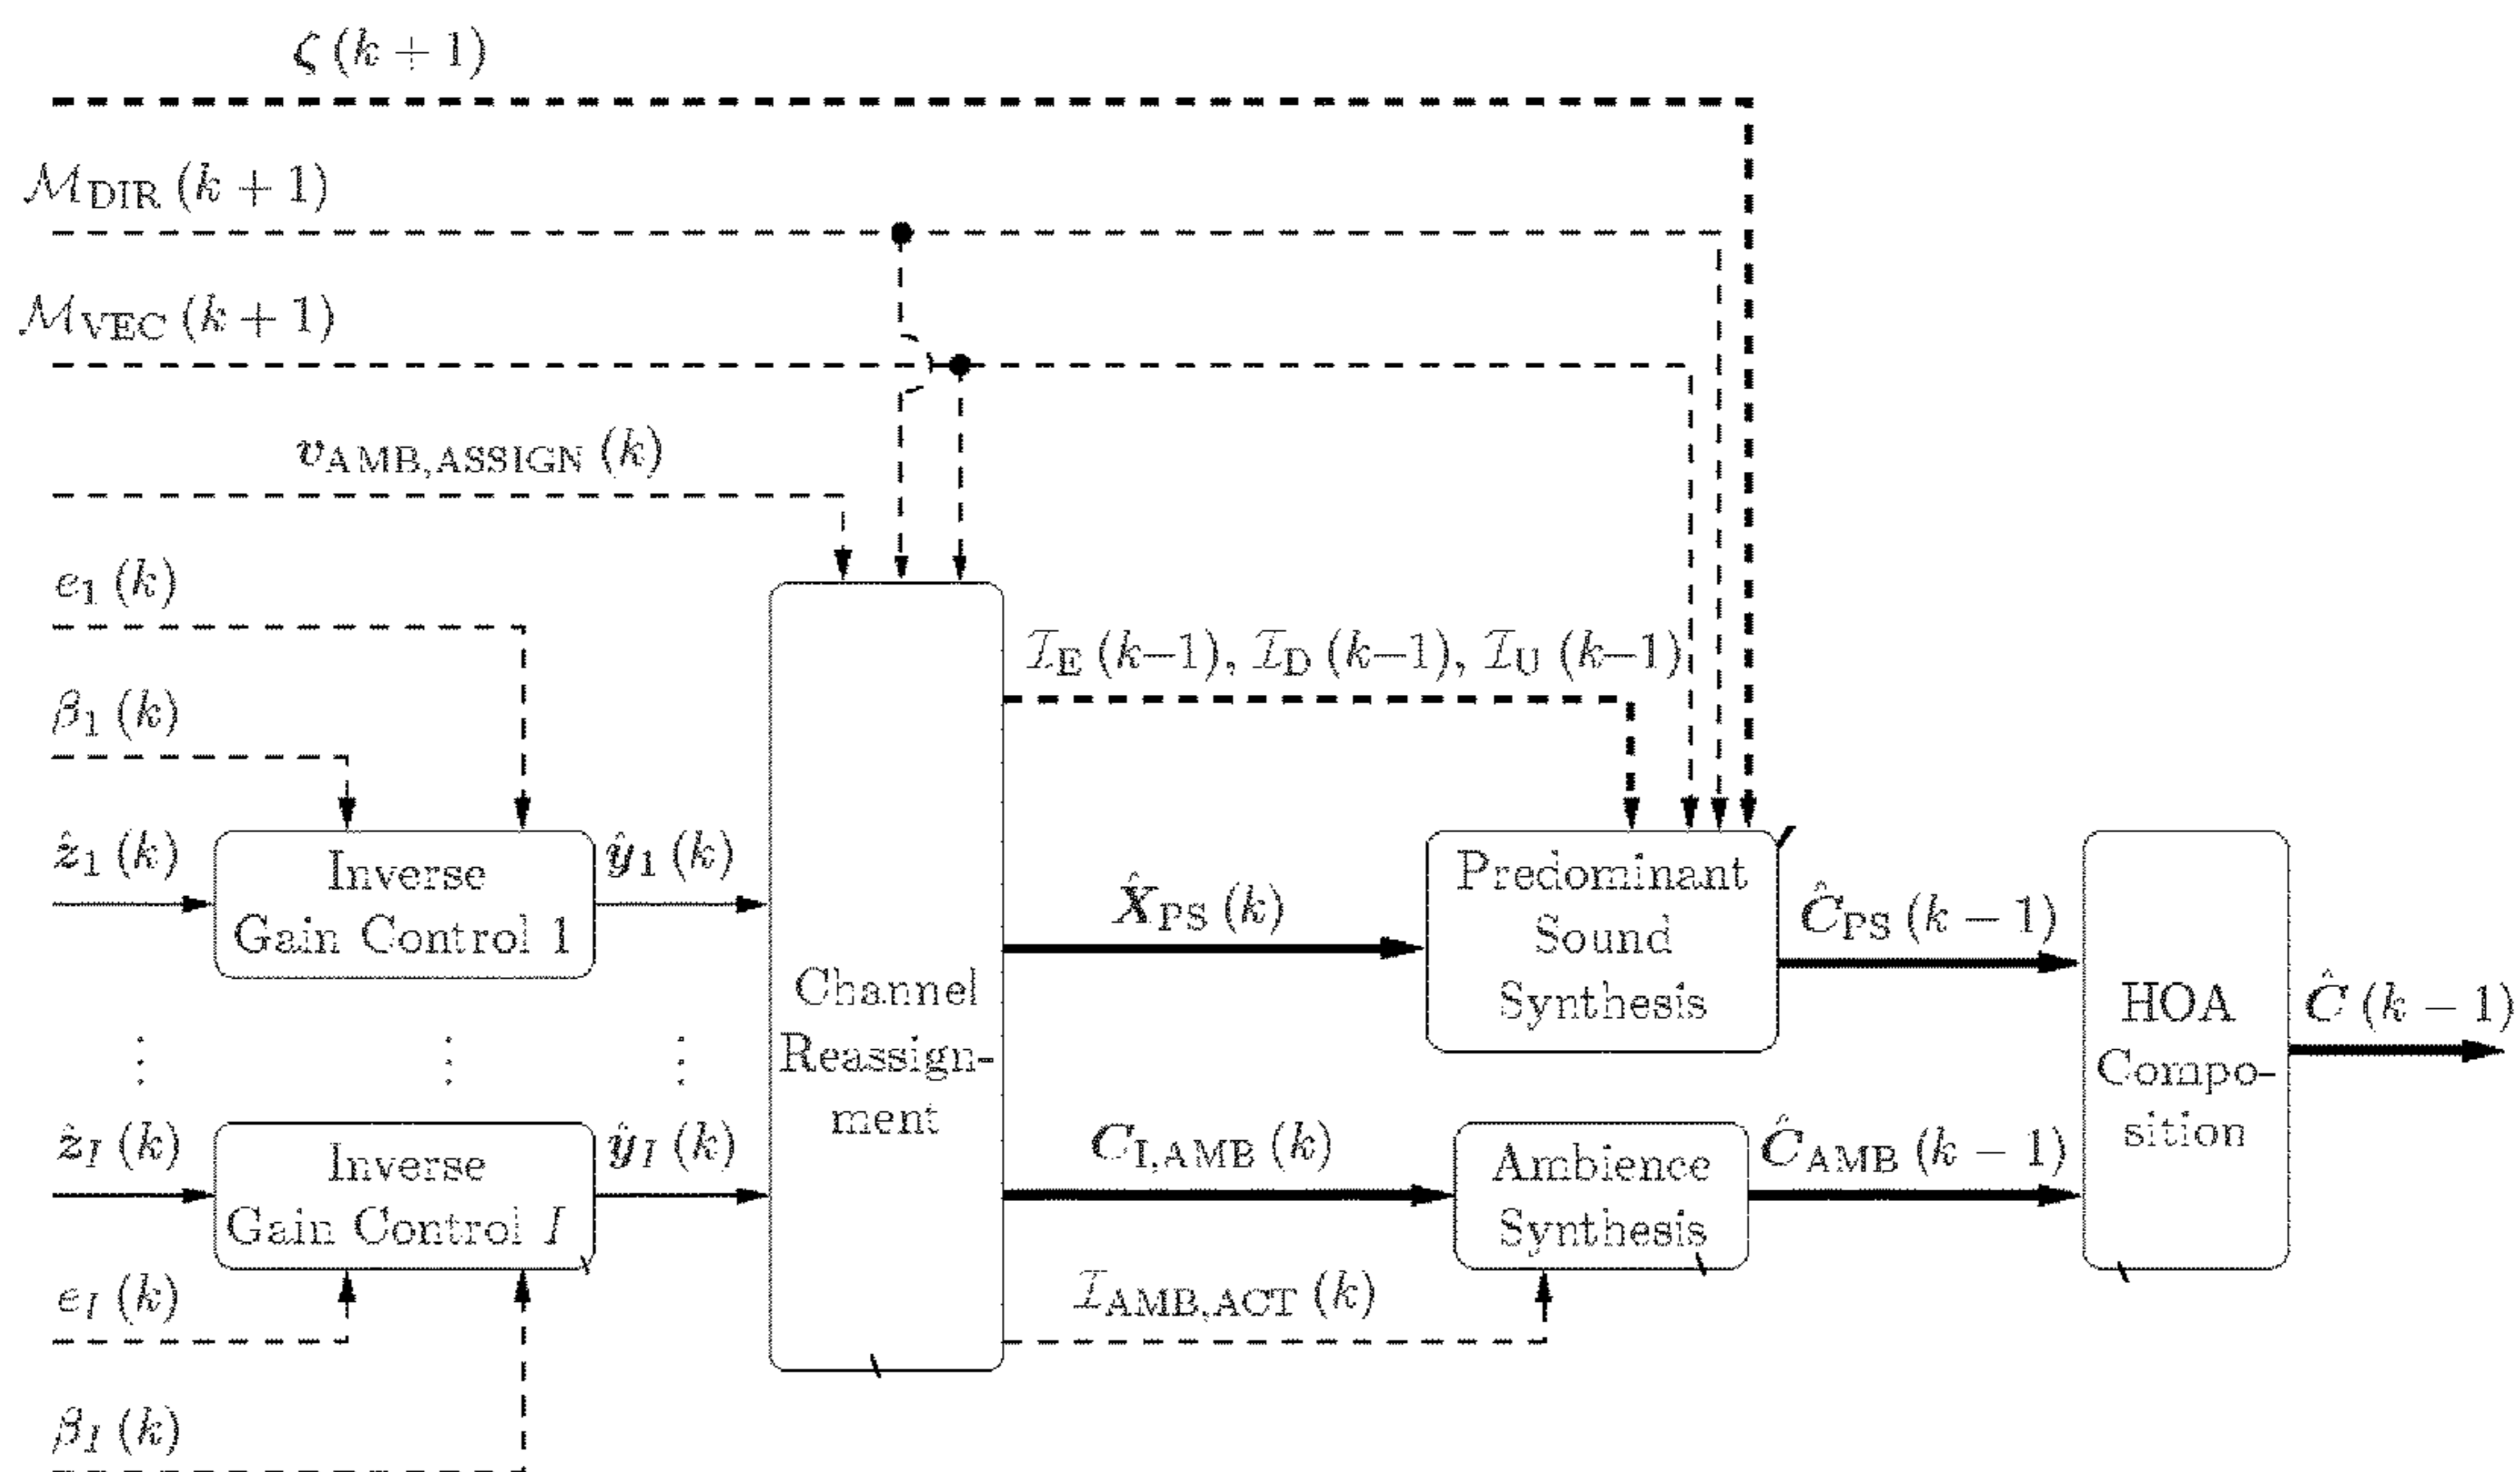 ζ (k + 1)
ℳ_DIR (k + 1)
ℳ_VEC (k + 1)
v_AMB,ASSIGN (k)
e_1 (k)
β_1 (k)
ẑ_1 (k)
Inverse
Gain Control 1
ŷ_1 (k)
⋮ ⋮ ⋮
ẑ_I (k)
Inverse
Gain Control I
ŷ_I (k)
e_I (k)
β_I (k)
Channel
Reassign-
ment
ℐ_E (k−1), ℐ_D (k−1), ℐ_U (k−1)
X̂_PS (k)
Predominant
Sound
Synthesis
Ĉ_PS (k − 1)
C_I,AMB (k)
Ambience
Synthesis
Ĉ_AMB (k − 1)
ℐ_AMB,ACT (k)
HOA
Compo-
sition
Ĉ (k − 1)